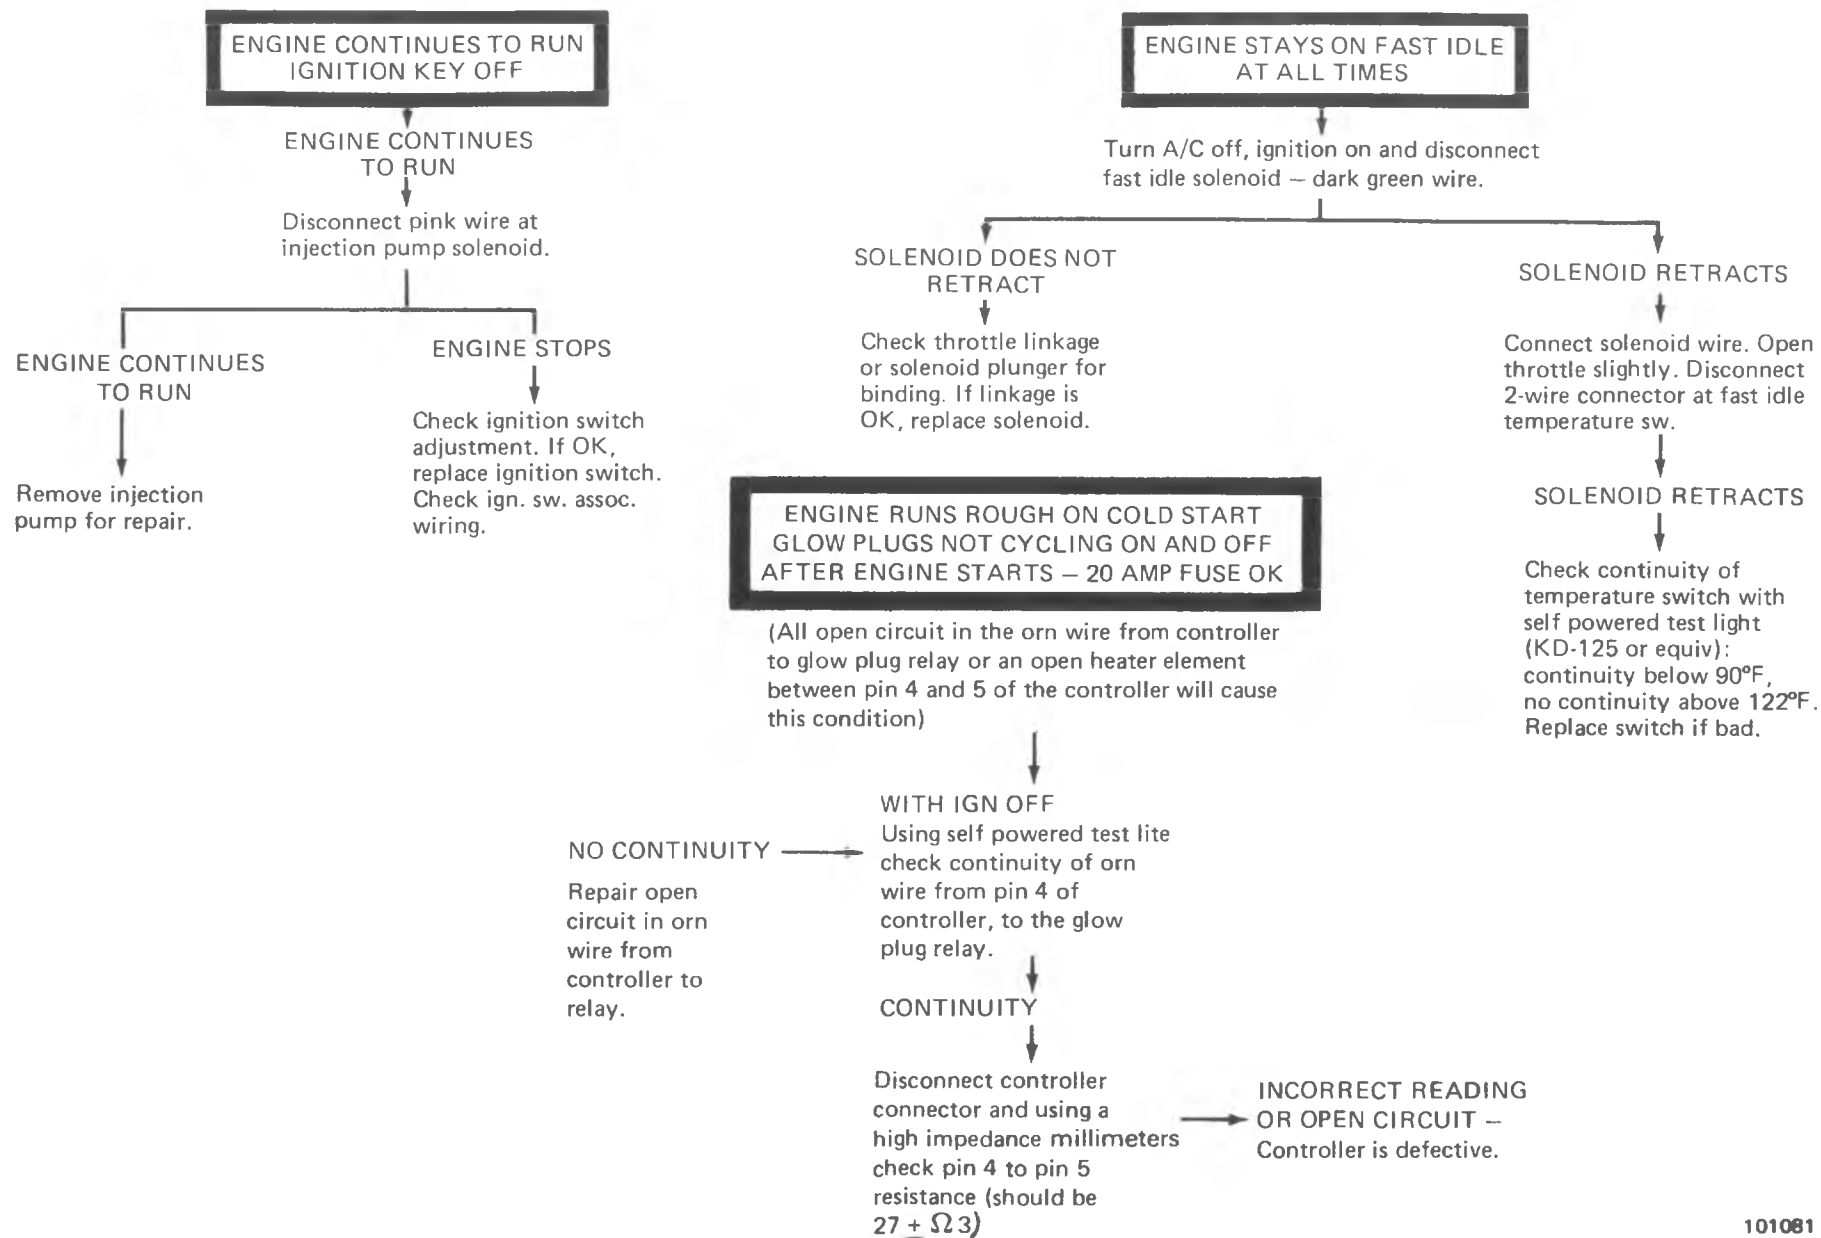 ENGINE CONTINUES TO RUN
IGNITION KEY OFF
ENGINE CONTINUES
TO RUN
Disconnect pink wire at
injection pump solenoid.
ENGINE CONTINUES
TO RUN
Remove injection
pump for repair.
ENGINE STOPS
Check ignition switch
adjustment. If OK,
replace ignition switch.
Check ign. sw. assoc.
wiring.
ENGINE STAYS ON FAST IDLE
AT ALL TIMES
Turn A/C off, ignition on and disconnect
fast idle solenoid — dark green wire.
SOLENOID DOES NOT
RETRACT
Check throttle linkage
or solenoid plunger for
binding. If linkage is
OK, replace solenoid.
SOLENOID RETRACTS
Connect solenoid wire. Open
throttle slightly. Disconnect
2-wire connector at fast idle
temperature sw.
SOLENOID RETRACTS
Check continuity of
temperature switch with
self powered test light
(KD-125 or equiv):
continuity below 90°F,
no continuity above 122°F.
Replace switch if bad.
ENGINE RUNS ROUGH ON COLD START
GLOW PLUGS NOT CYCLING ON AND OFF
AFTER ENGINE STARTS — 20 AMP FUSE OK
(All open circuit in the orn wire from controller
to glow plug relay or an open heater element
between pin 4 and 5 of the controller will cause
this condition)
WITH IGN OFF
Using self powered test lite
check continuity of orn
wire from pin 4 of
controller, to the glow
plug relay.
NO CONTINUITY
Repair open
circuit in orn
wire from
controller to
relay.
CONTINUITY
Disconnect controller
connector and using a
high impedance millimeters
check pin 4 to pin 5
resistance (should be
27 ± Ω 3)
INCORRECT READING
OR OPEN CIRCUIT —
Controller is defective.
101081